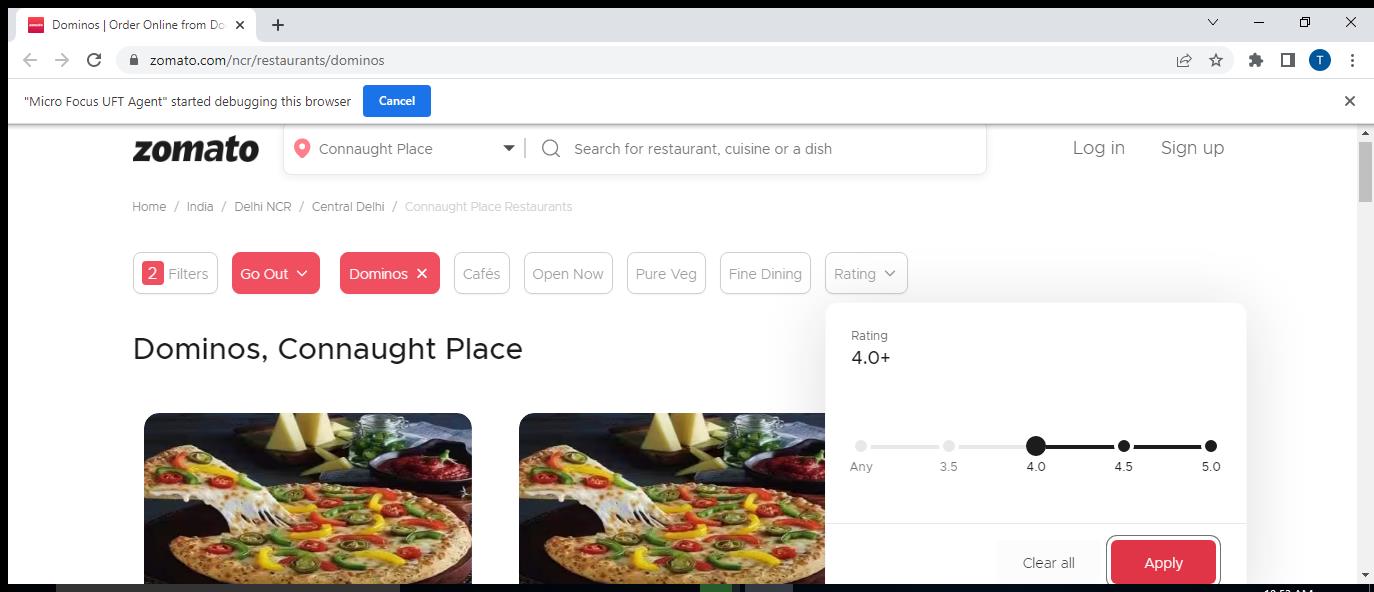 Dominos | Order Online from Do
zomato.com/ncr/restaurants/dominos
T
"Micro Focus UFT Agent" started debugging this browser
Cancel
zomato
Connaught Place
Search for restaurant, cuisine or a dish
Log in
Sign up
Home / India / Delhi NCR / Central Delhi / Connaught Place Restaurants
2 Filters
Go Out
Dominos
Cafés
Open Now
Pure Veg
Fine Dining
Rating
Dominos, Connaught Place
Rating
4.0+
Any 3.5 4.0 4.5 5.0
Clear all
Apply